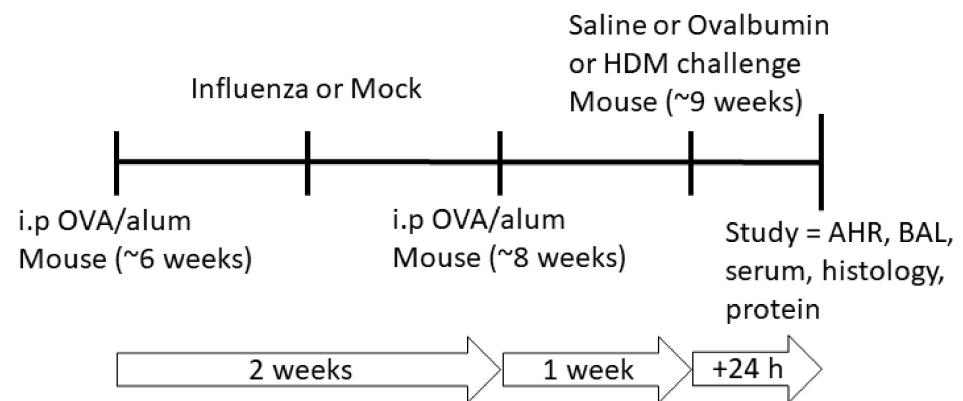 Saline or Ovalbumin
or HDM challenge
Mouse (~9 weeks)
Influenza or Mock
i.p OVA/alum
Mouse (~6 weeks)
i.p OVA/alum
Mouse (~8 weeks)
Study = AHR, BAL,
serum, histology,
protein
2 weeks
1 week
+24 h